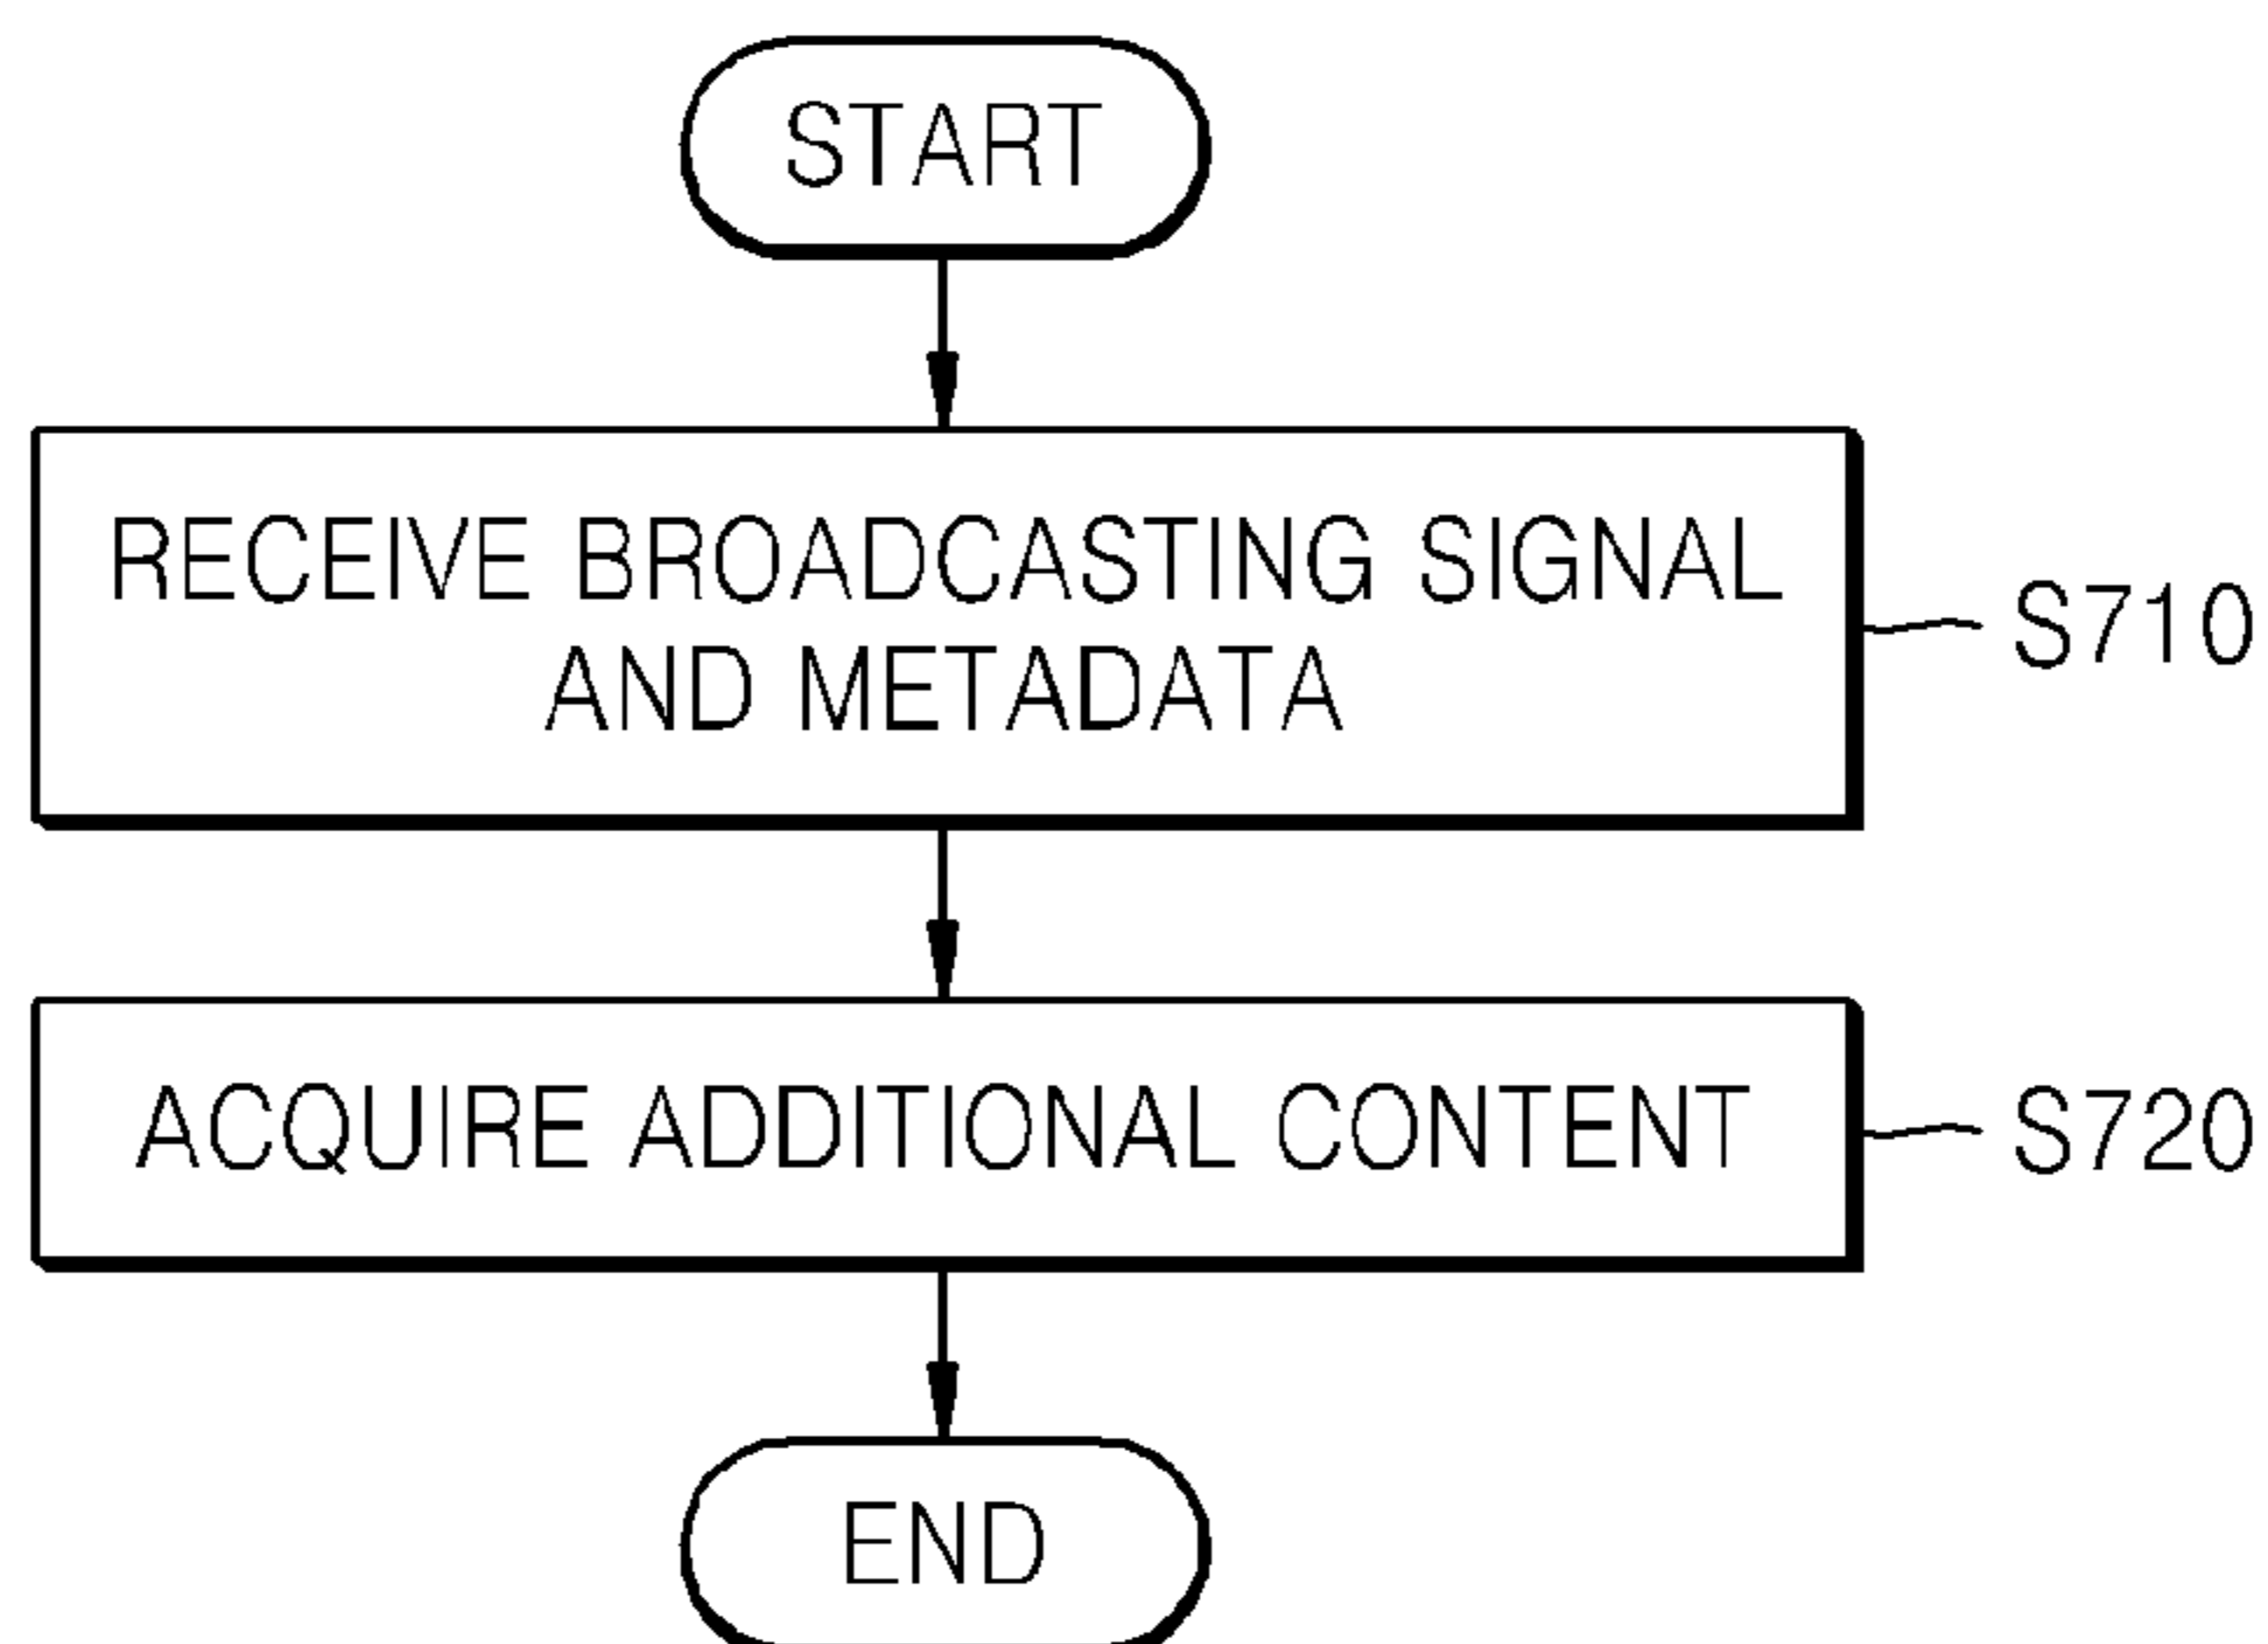 START
RECEIVE BROADCASTING SIGNAL
AND METADATA
S710
ACQUIRE ADDITIONAL CONTENT
S720
END